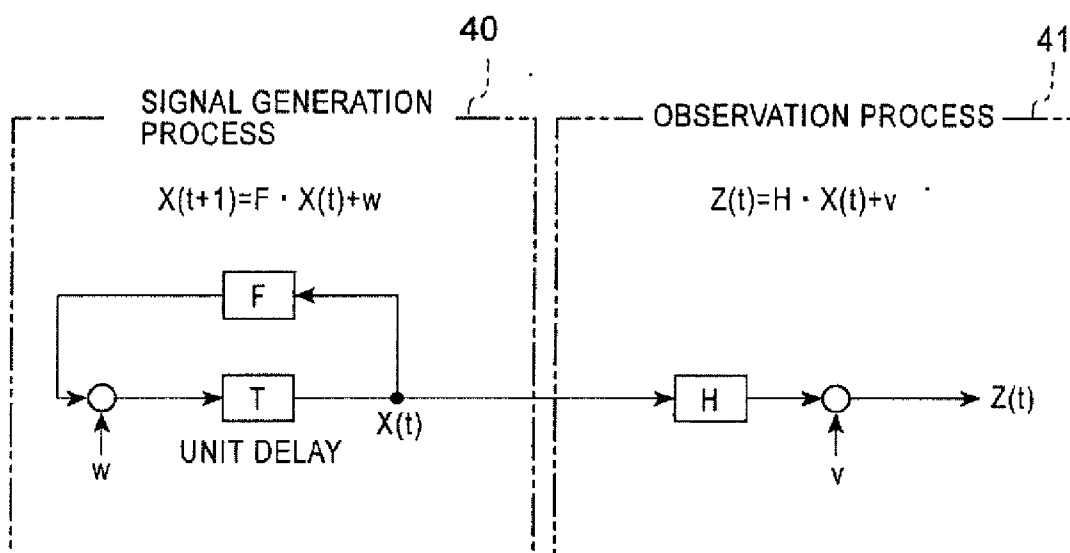 40
41
SIGNAL GENERATION
PROCESS
OBSERVATION PROCESS
X(t+1)=F · X(t)+w
Z(t)=H · X(t)+v
F
T
X(t)
UNIT DELAY
w
H
Z(t)
v